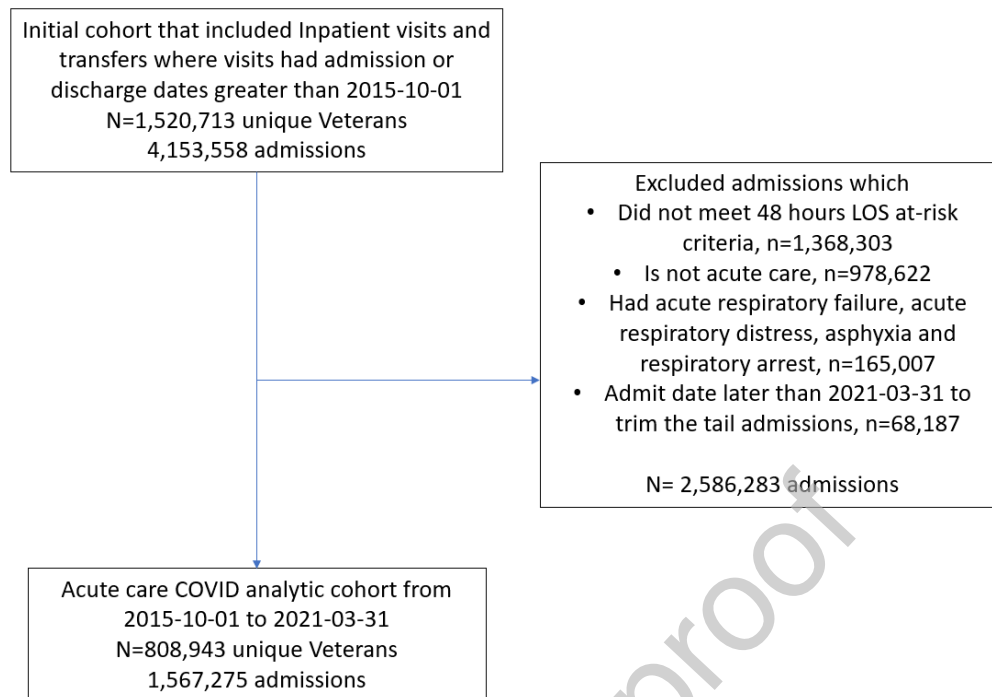 Initial cohort that included Inpatient visits and
transfers where visits had admission or
discharge dates greater than 2015-10-01
N=1,520,713 unique Veterans
4,153,558 admissions
Excluded admissions which
• Did not meet 48 hours LOS at-risk
criteria, n=1,368,303
• Is not acute care, n=978,622
• Had acute respiratory failure, acute
respiratory distress, asphyxia and
respiratory arrest, n=165,007
• Admit date later than 2021-03-31 to
trim the tail admissions, n=68,187
N= 2,586,283 admissions
Acute care COVID analytic cohort from
2015-10-01 to 2021-03-31
N=808,943 unique Veterans
1,567,275 admissions
proof